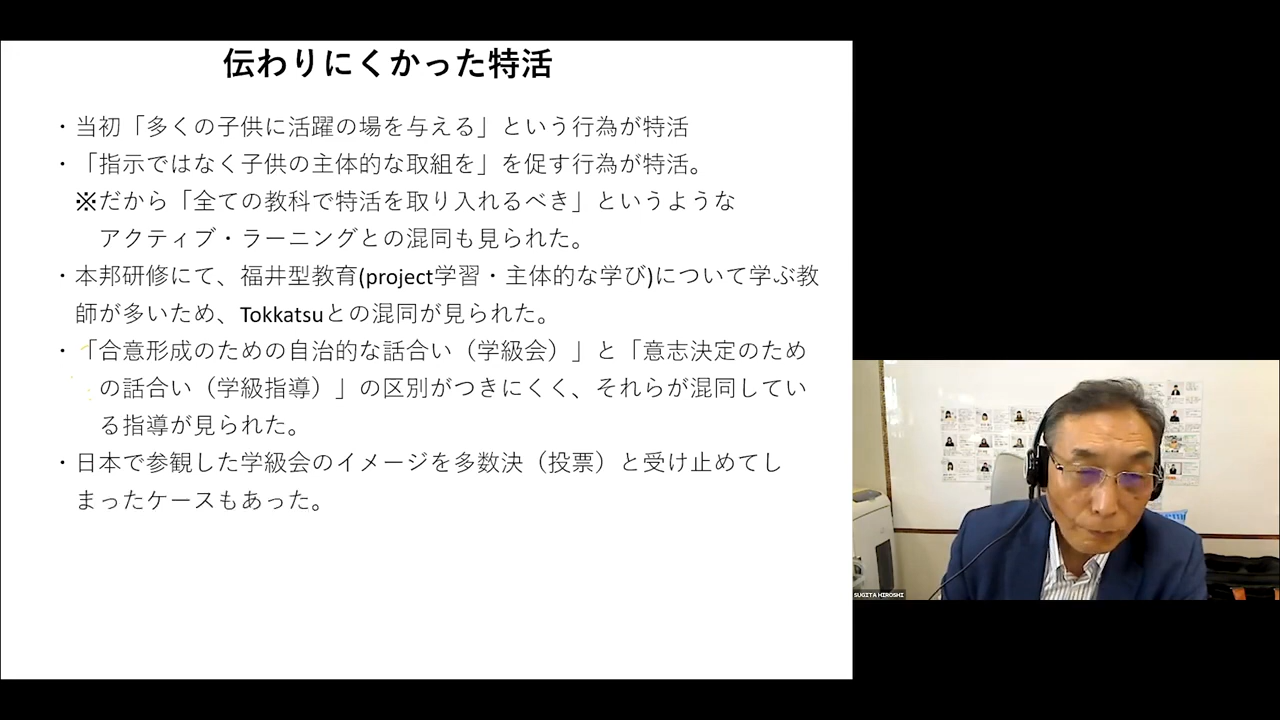 伝わりにくかった特活
・当初「多くの子供に活躍の場を与える」という行為が特活
・「指示ではなく子供の主体的な取組を」を促す行為が特活。
※だから「全ての教科で特活を取り入れるべき」というような
アクティブ・ラーニングとの混同も見られた。
・本邦研修にて、福井型教育(project学習・主体的な学び)について学ぶ教
師が多いため、Tokkatsuとの混同が見られた。
・「合意形成のための自治的な話合い（学級会）」と「意志決定のため
の話合い（学級指導）」の区別がつきにくく、それらが混同してい
る指導が見られた。
・日本で参観した学級会のイメージを多数決（投票）と受け止めてし
まったケースもあった。
SUGITA HIROSHI